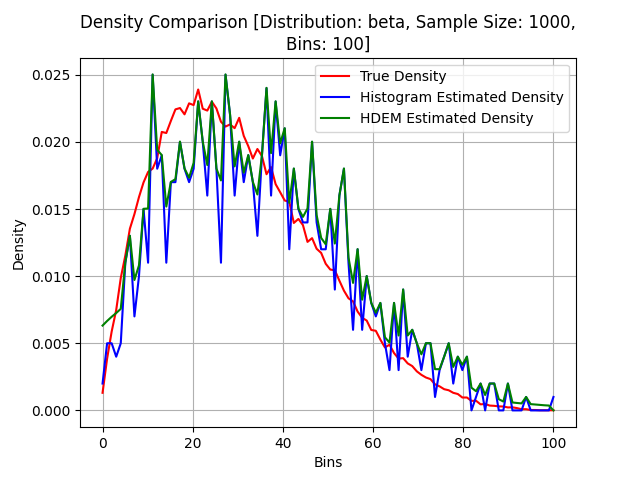 Density Comparison [Distribution: beta, Sample Size: 1000,
Bins: 100]
True Density
Histogram Estimated Density
HDEM Estimated Density
Density
0.025
0.020
0.015
0.010
0.005
0.000
0 20 40 60 80 100
Bins